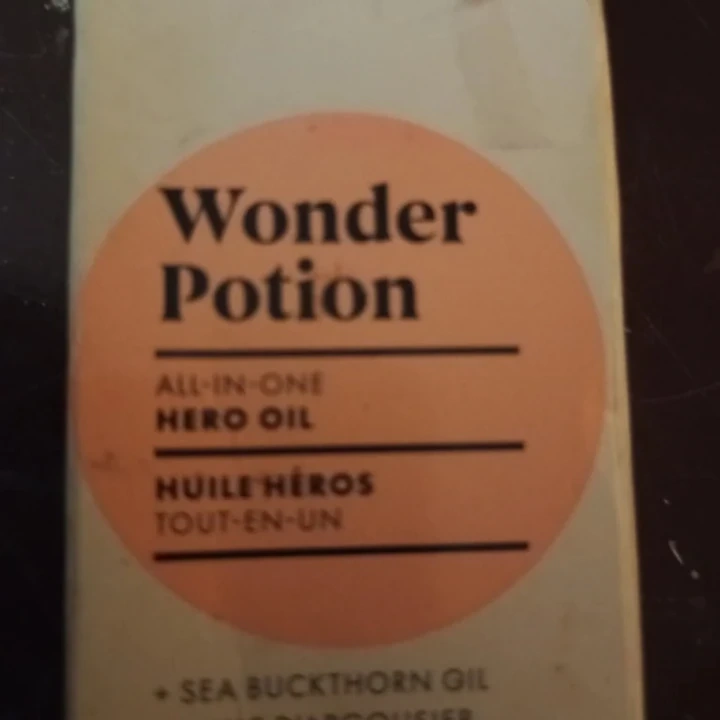 Wonder
Potion
ALL-IN-ONE
HERO OIL
HUILE HÉROS
TOUT-EN-UN
+ SEA BUCKTHORN OIL